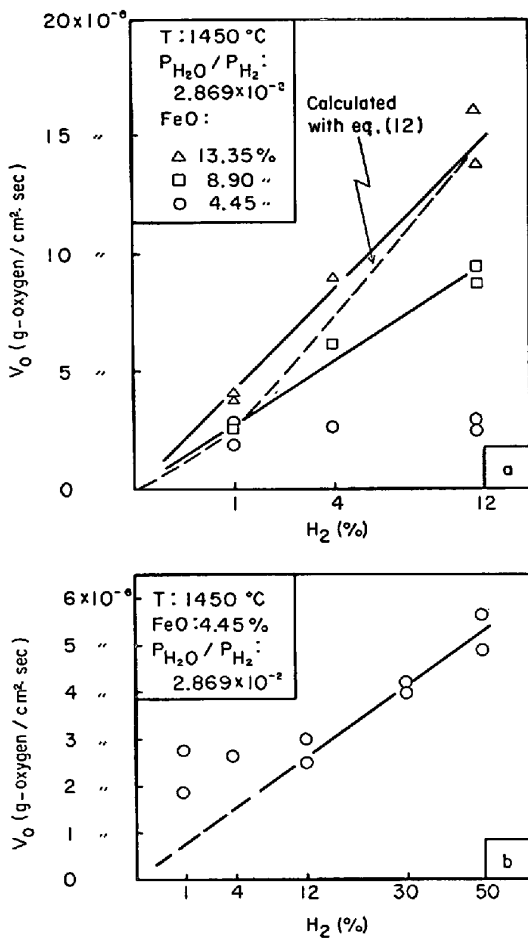 20×10⁻⁶
15 〃
10 〃
5 〃
0
V_O (g-oxygen/cm² sec)
T:1450 °C
P_H₂O/P_H₂:
2.869×10⁻²
FeO:
△ 13.35%
□ 8.90 〃
○ 4.45 〃
Calculated
with eq.(12)
a
1 4 12
H₂(%)
6×10⁻⁶
5 〃
4 〃
3 〃
2 〃
1 〃
0
V_O (g-oxygen/cm² sec)
T:1450 °C
FeO:4.45%
P_H₂O/P_H₂:
2.869×10⁻²
b
1 4 12 30 50
H₂(%)